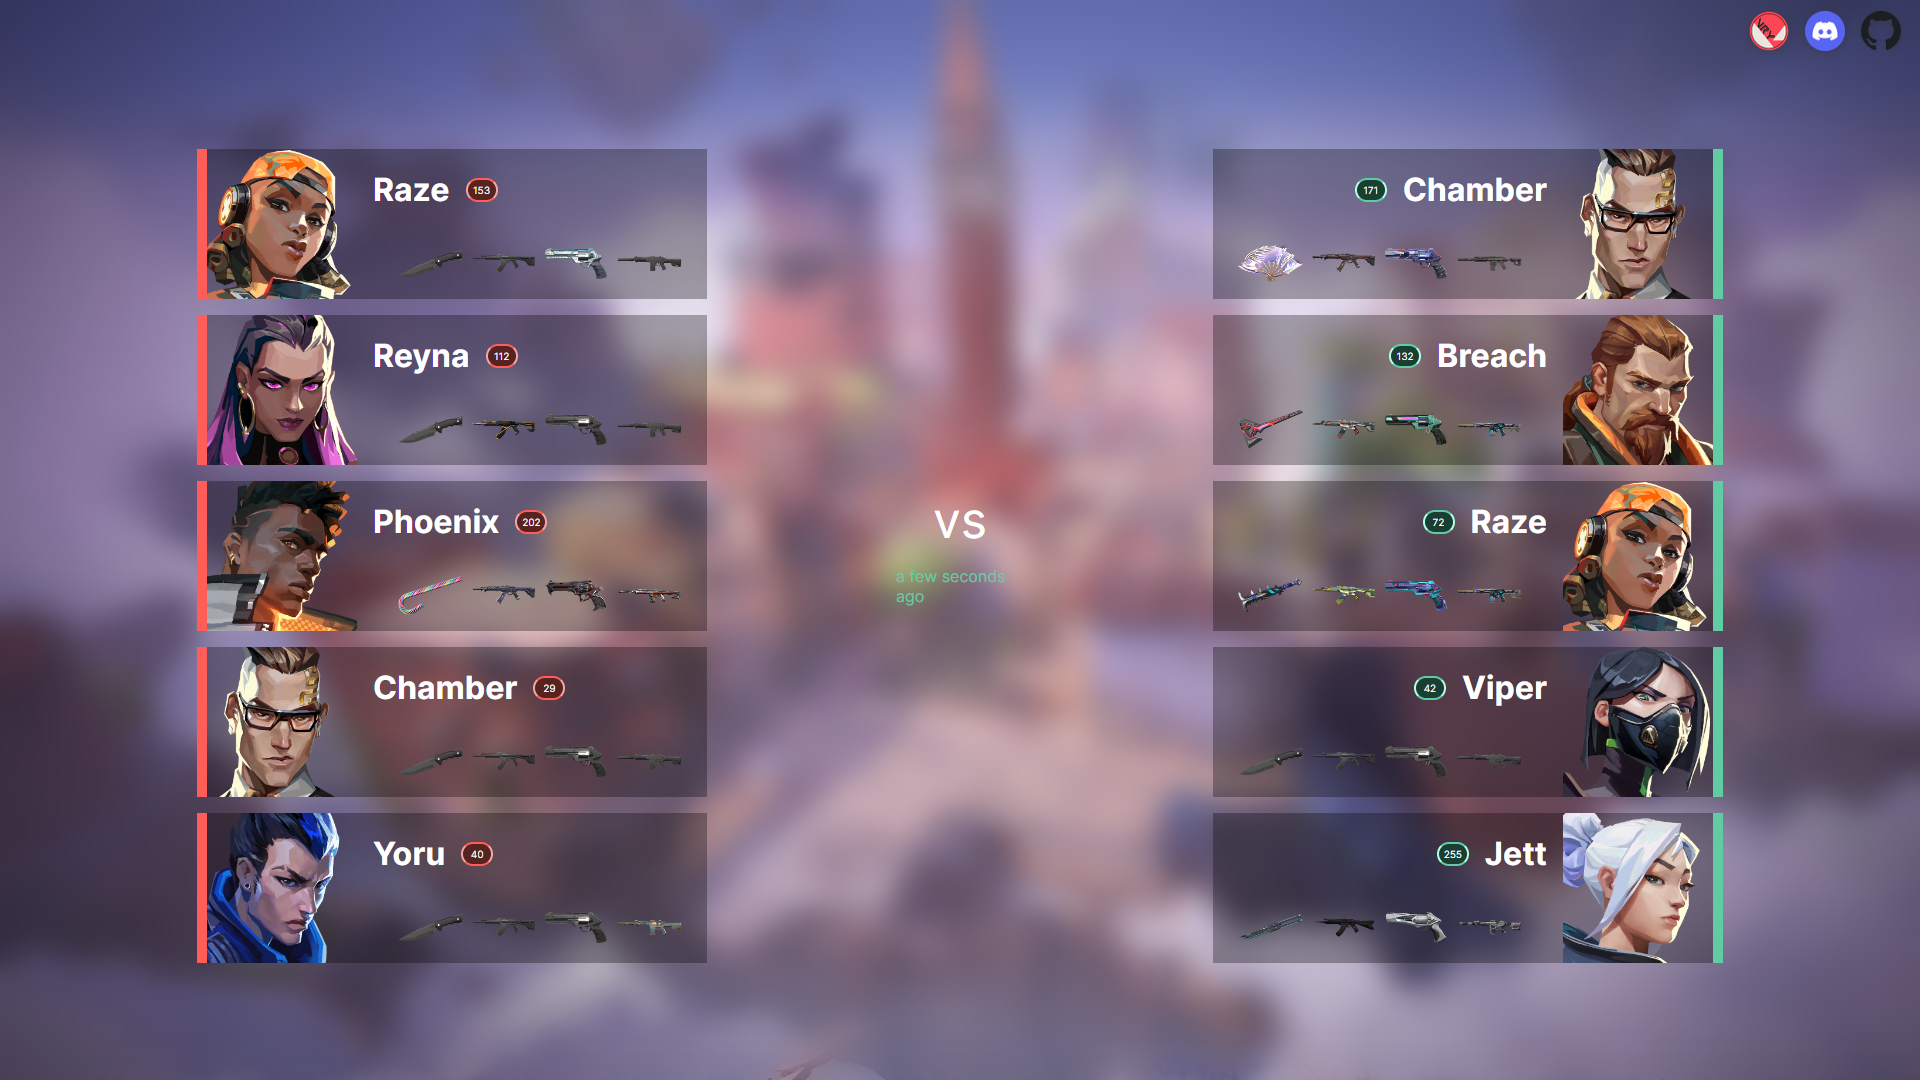 VRY
Raze 153
Reyna 112
Phoenix 202
Chamber 29
Yoru 40
VS
a few seconds
ago
171 Chamber
132 Breach
72 Raze
42 Viper
255 Jett